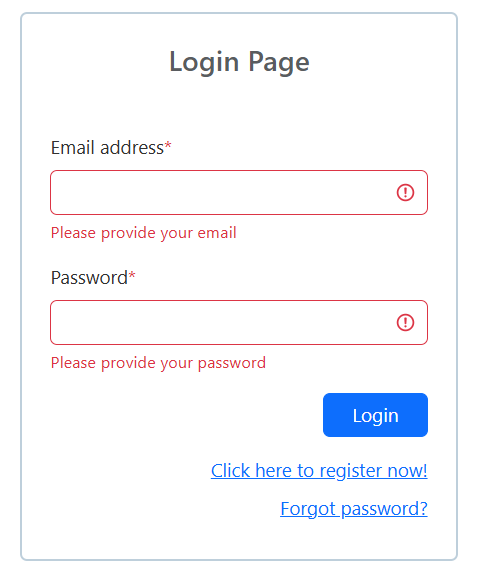 Login Page
Email address*
Please provide your email
Password*
Please provide your password
Login
Click here to register now!
Forgot password?